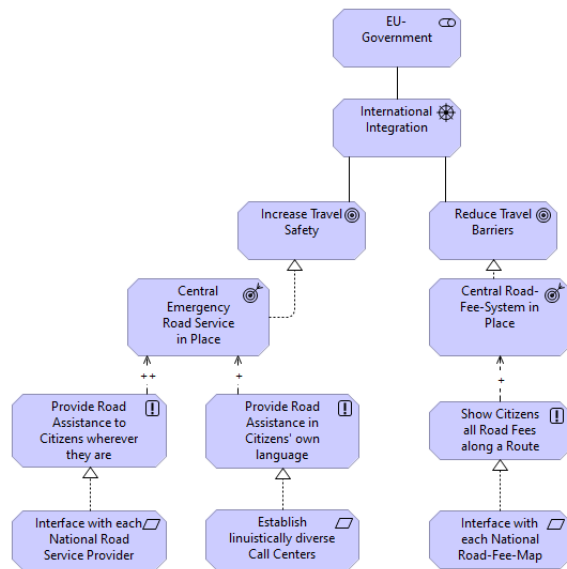 EU-
Government
International
Integration
Increase Travel
Safety
Reduce Travel
Barriers
Central
Emergency
Road Service
in Place
Central Road-
Fee-System in
Place
++
+
+
Provide Road
Assistance to
Citizens wherever
they are
Provide Road
Assistance in
Citizens' own
language
Show Citizens
all Road Fees
along a Route
Interface with each
National Road
Service Provider
Establish
linuistically diverse
Call Centers
Interface with
each National
Road-Fee-Map